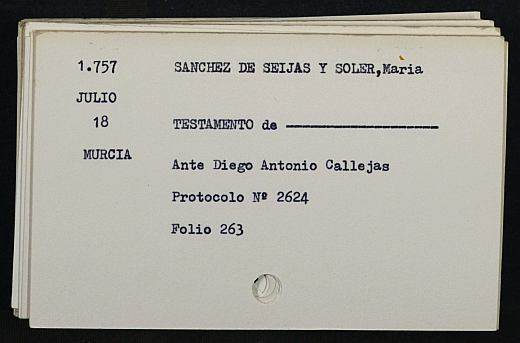 1.757 SANCHEZ DE SEIJAS Y SOLER,Maria
JULIO
18 TESTAMENTO de --------------------
MURCIA
Ante Diego Antonio Callejas
Protocolo Nº 2624
Folio 263